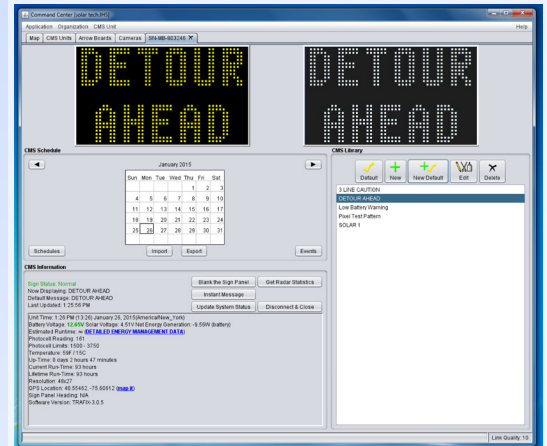 Command Center [solar tech JHS]
Application Organization CMS Unit Help
Map CMS Units Arrow Boards Cameras SIN-MB-803246
DETOUR
AHEAD
DETOUR
AHEAD
CMS Schedule
January 2015
Sun Mon Tue Wed Thu Fri Sat
1 2 3
4 5 6 7 8 9 10
11 12 13 14 15 16 17
18 19 20 21 22 23 24
25 26 27 28 29 30 31
Schedules Import Export Events
CMS Library
Default New New Default Edit Delete
3 LINE CAUTION
DETOUR AHEAD
Low Battery Warning
Pixel Test Pattern
SOLAR 1
CMS Information
Sign Status: Normal
Now Displaying: DETOUR AHEAD
Default Message: DETOUR AHEAD
Last Updated: 1:25:56 PM
Blank the Sign Panel Get Radar Statistics
Instant Message
Update System Status Disconnect & Close
Unit Time: 1:26 PM (13:26) January 26, 2015(America/New_York)
Battery Voltage: 12.65V Solar Voltage: 4.51V Net Energy Generation: -9.59W (battery)
Estimated Runtime: ∞ (DETAILED ENERGY MANAGEMENT DATA)
Photocell Reading: 161
Photocell Limits: 1500 - 3750
Temperature: 59F / 15C
Up-Time: 0 days 2 hours 47 minutes
Current Run-Time: 93 hours
Lifetime Run-Time: 93 hours
Resolution: 48x27
GPS Location: 40.55462, -75.60612 (map it)
Sign Panel Heading: N/A
Software Version: TRAFIX-3.0.5
Link Quality: 10